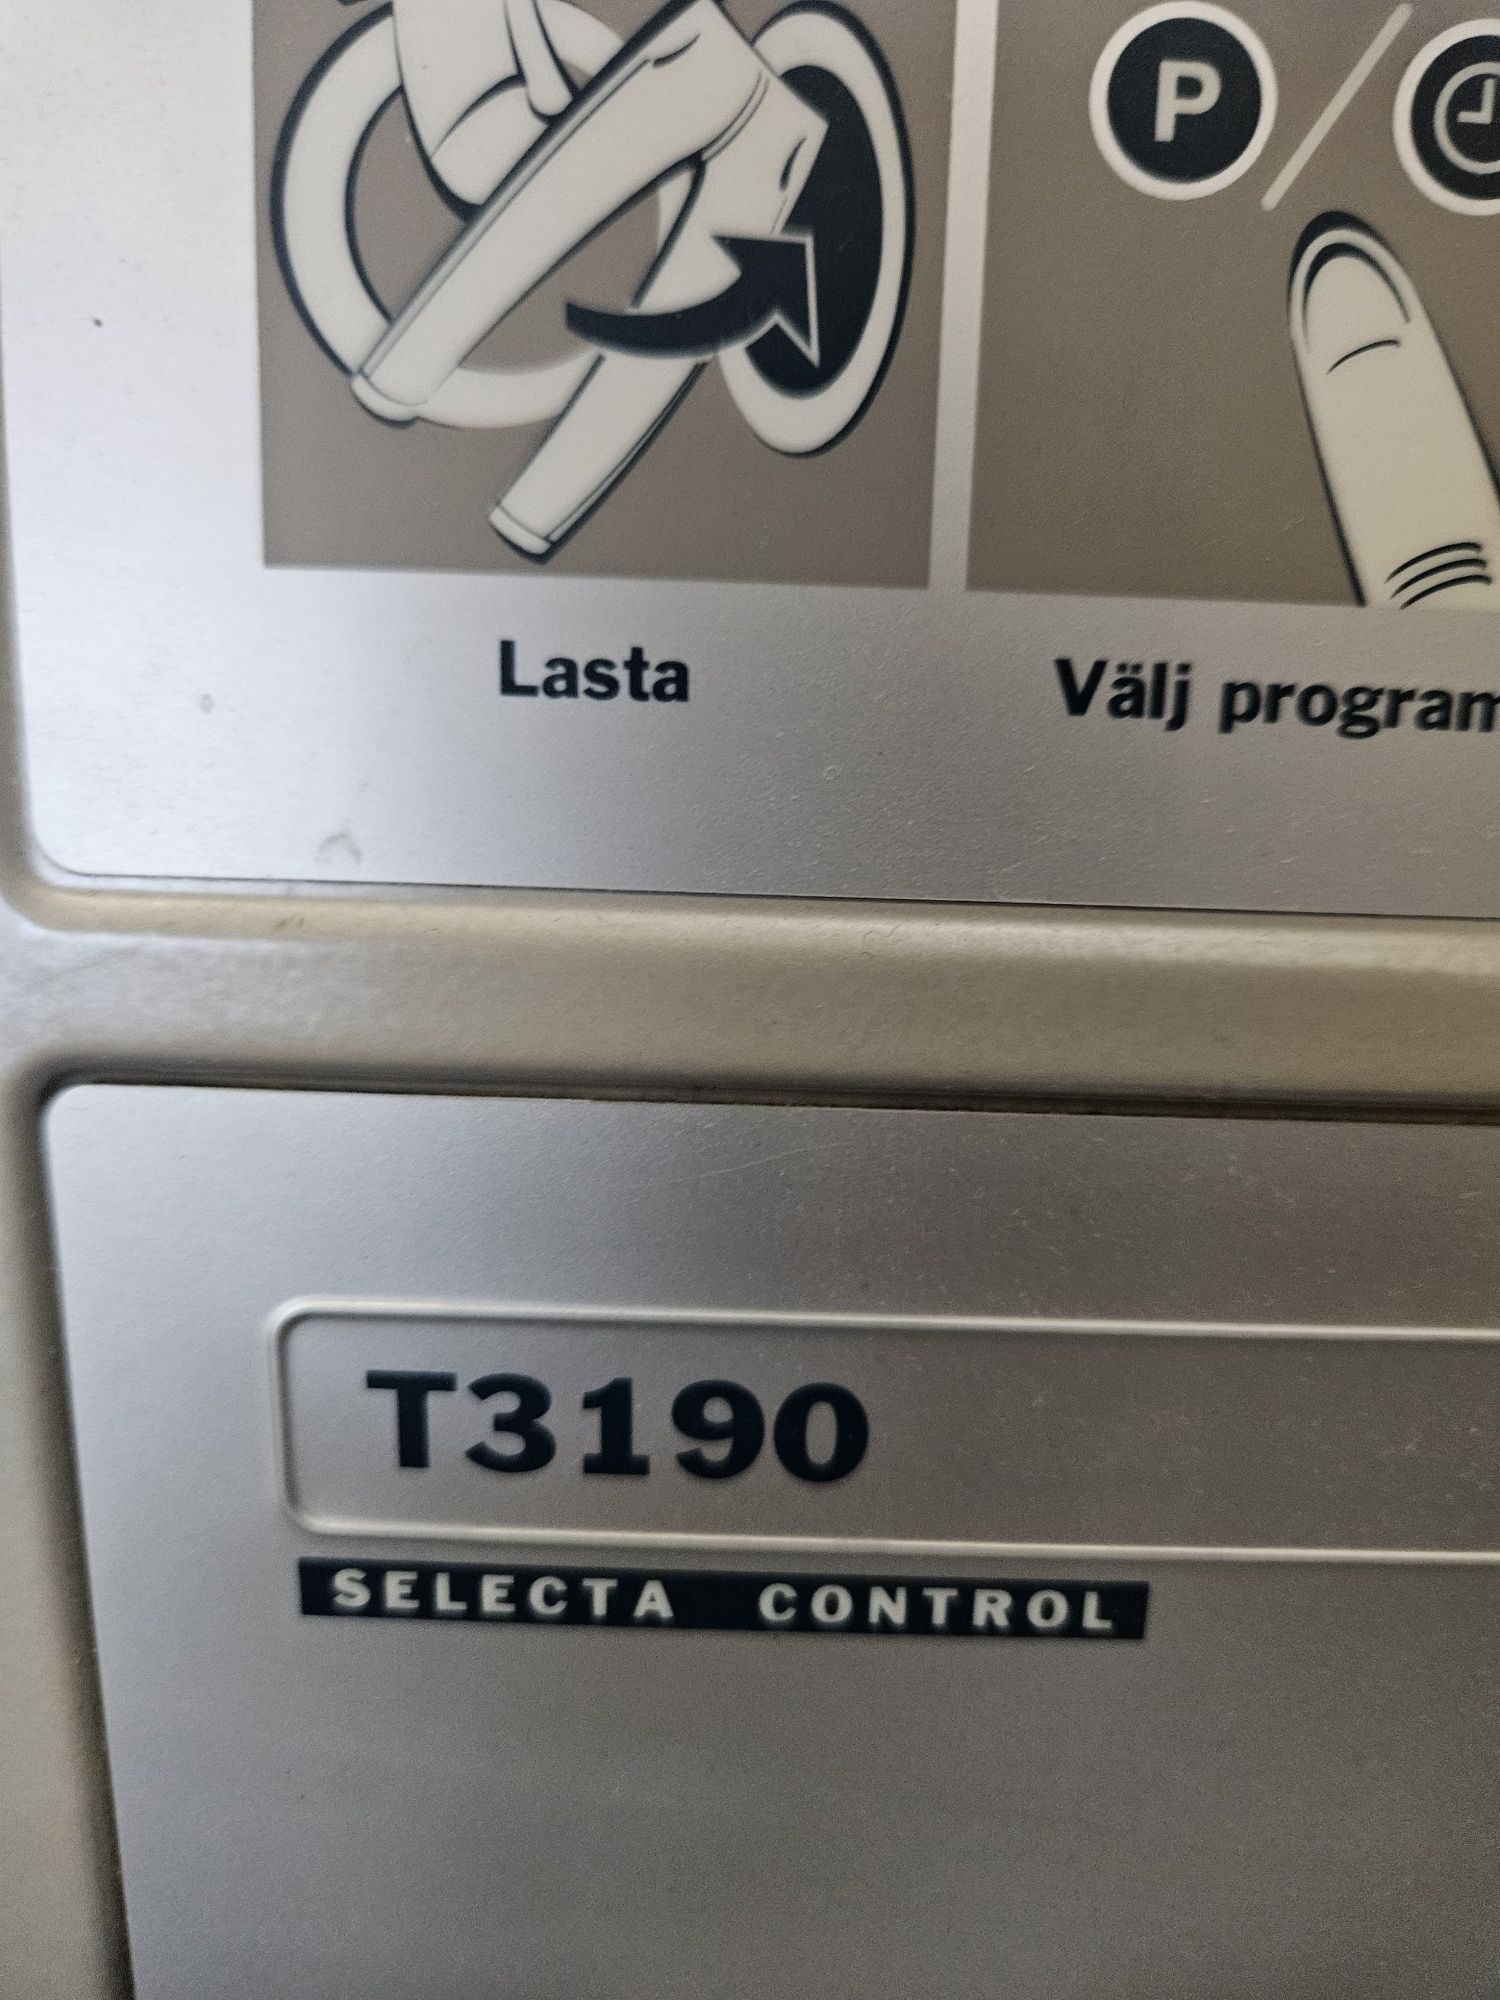 P
Lasta
Välj program
T3190
SELECTA CONTROL